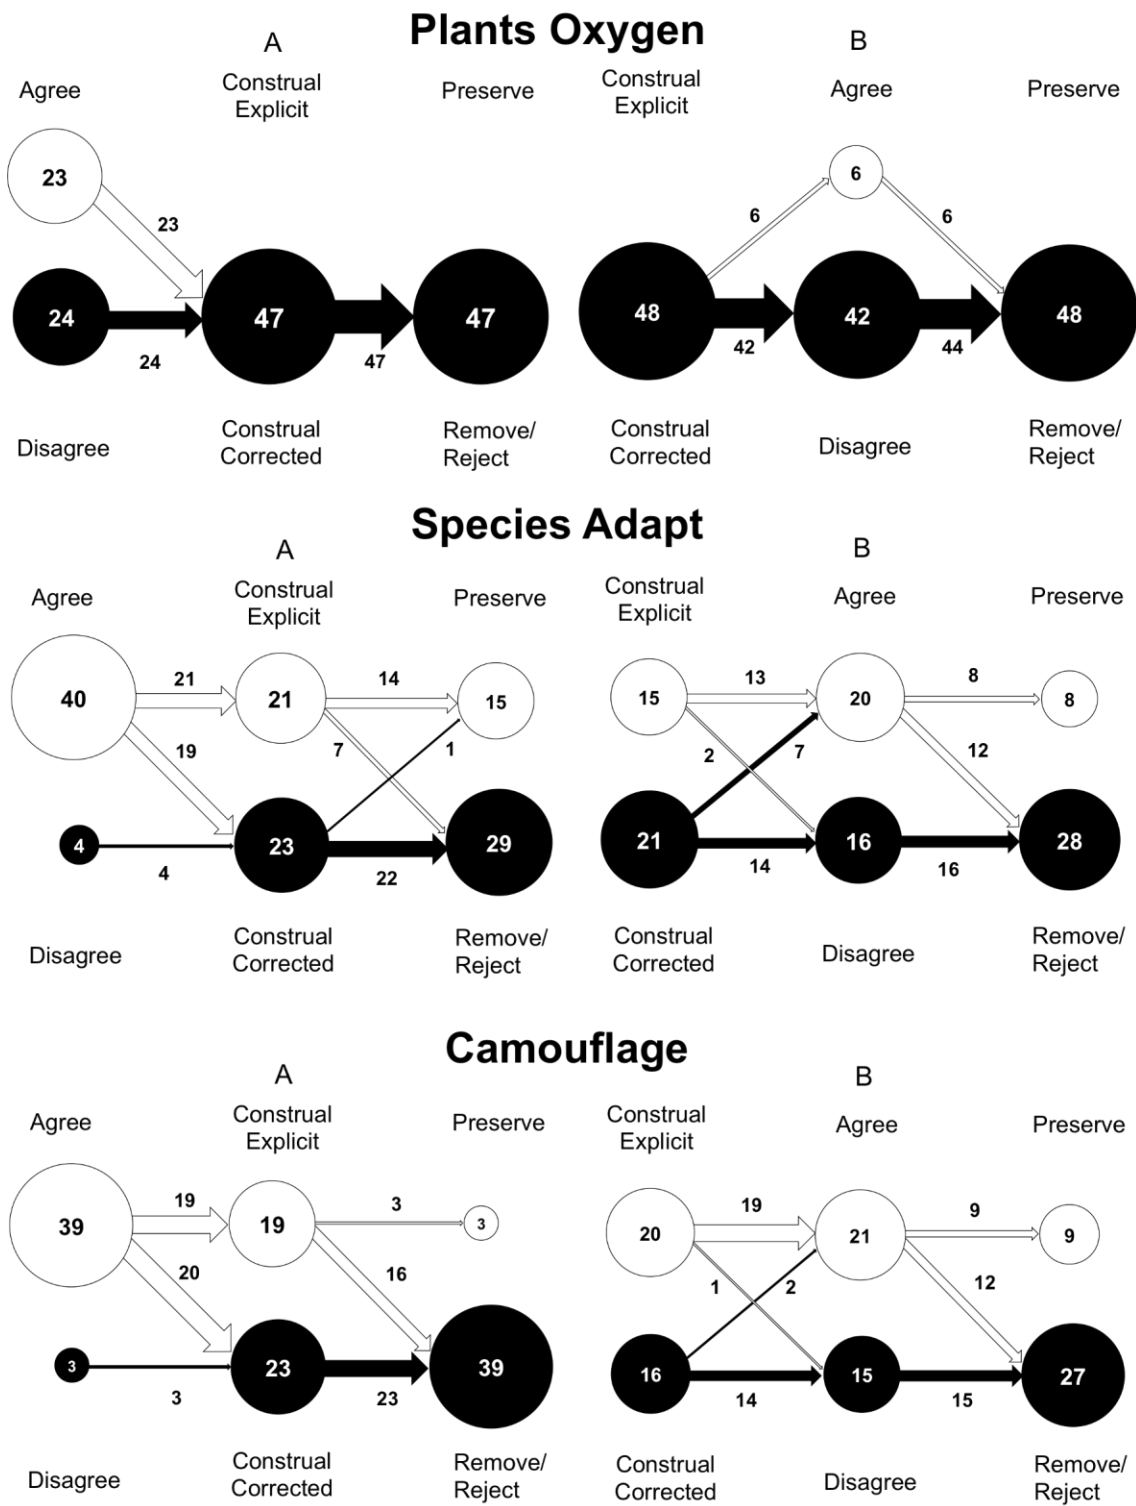 Plants Oxygen
A
B
Agree
Construal
Explicit
Preserve
Construal
Explicit
Agree
Preserve
23
23
24
24
47
47
47
6
6
6
48
42
42
44
48
Disagree
Construal
Corrected
Remove/
Reject
Construal
Corrected
Disagree
Remove/
Reject
Species Adapt
A
B
Agree
Construal
Explicit
Preserve
Construal
Explicit
Agree
Preserve
40
21
21
14
15
19
7
1
4
4
23
22
29
15
13
20
8
8
2
7
12
21
14
16
16
28
Disagree
Construal
Corrected
Remove/
Reject
Construal
Corrected
Disagree
Remove/
Reject
Camouflage
A
B
Agree
Construal
Explicit
Preserve
Construal
Explicit
Agree
Preserve
39
19
19
3
3
20
16
3
3
23
23
39
20
19
21
9
9
1
2
12
16
14
15
15
27
Disagree
Construal
Corrected
Remove/
Reject
Construal
Corrected
Disagree
Remove/
Reject